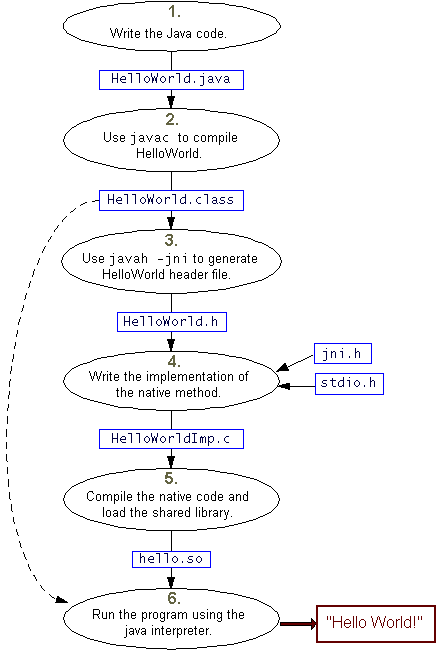 1.
Write the Java code.
HelloWorld.java
2.
Use javac to compile
HelloWorld.
HelloWorld.class
3.
Use javah -jni to generate
HelloWorld header file.
HelloWorld.h
jni.h
4.
Write the implementation of
the native method.
stdio.h
HelloWorldImp.c
5.
Compile the native code and
load the shared library.
hello.so
6.
Run the program using the
java interpreter.
"Hello World!"